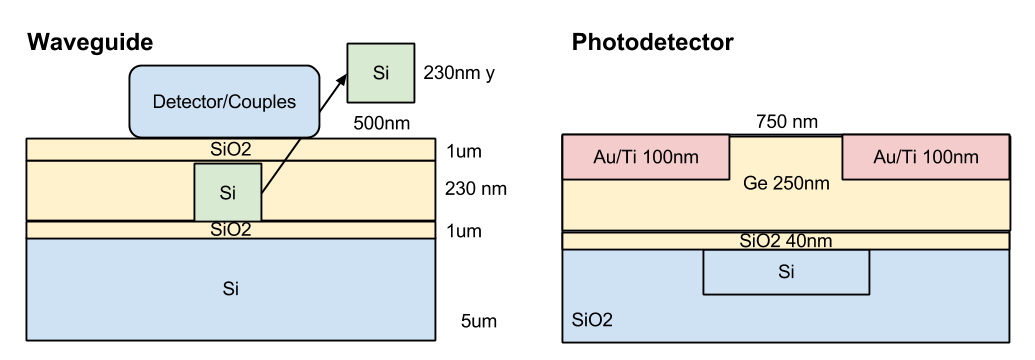 Waveguide
Si
230nm y
500nm
Detector/Couples
SiO2
1um
Si
230 nm
SiO2
1um
Si
5um
Photodetector
750 nm
Au/Ti 100nm
Au/Ti 100nm
Ge 250nm
SiO2 40nm
Si
SiO2